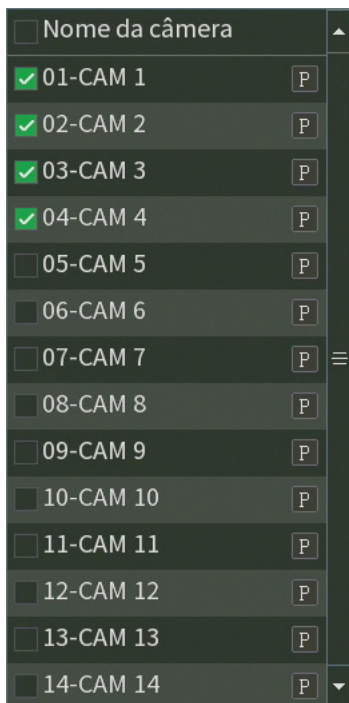 Nome da câmera
01-CAM 1 P
02-CAM 2 P
03-CAM 3 P
04-CAM 4 P
05-CAM 5 P
06-CAM 6 P
07-CAM 7 P
08-CAM 8 P
09-CAM 9 P
10-CAM 10 P
11-CAM 11 P
12-CAM 12 P
13-CAM 13 P
14-CAM 14 P